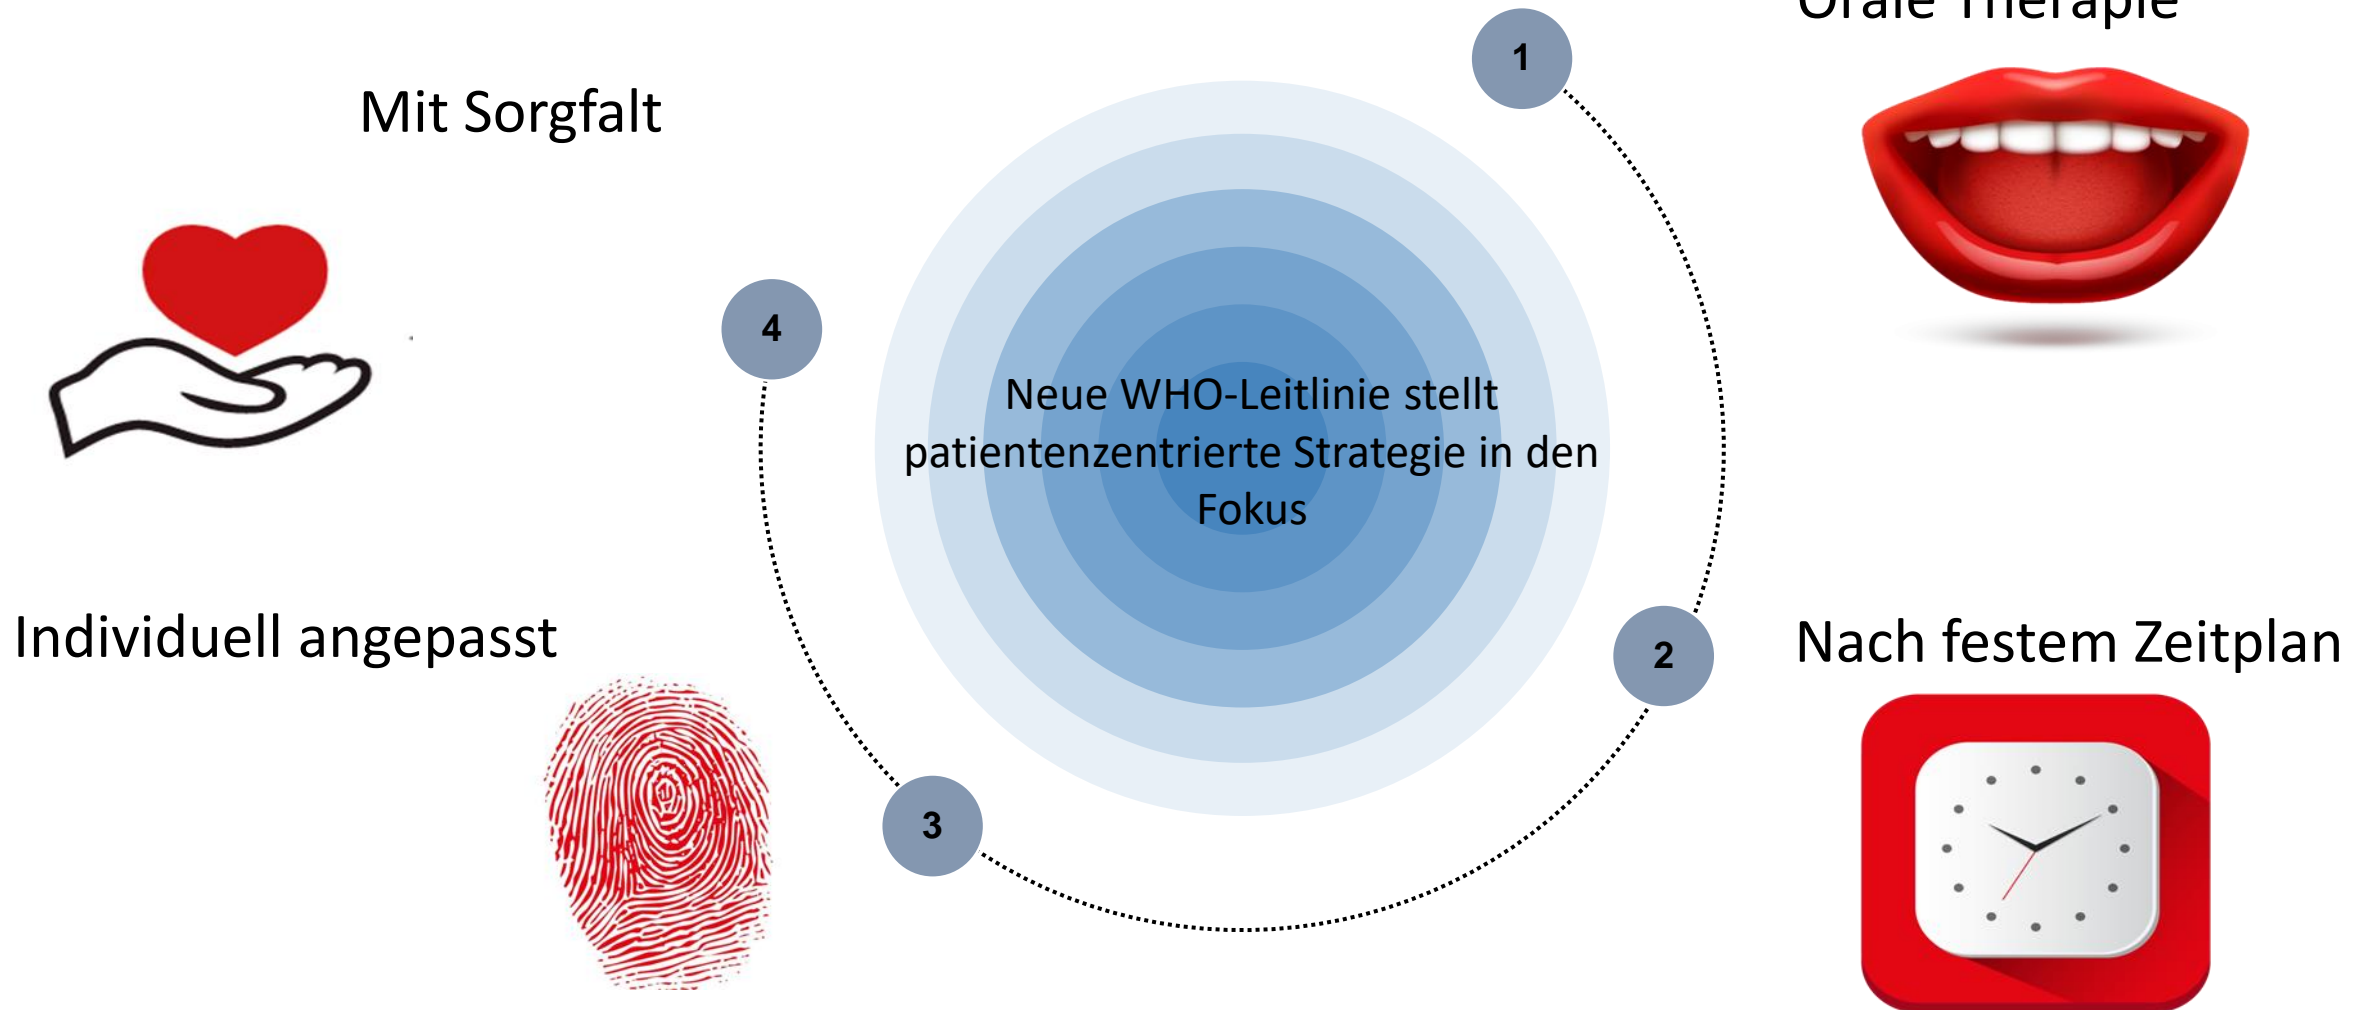 Orale Therapie
1
Mit Sorgfalt
4
Neue WHO-Leitlinie stellt
patientenzentrierte Strategie in den
Fokus
Individuell angepasst
2
Nach festem Zeitplan
3